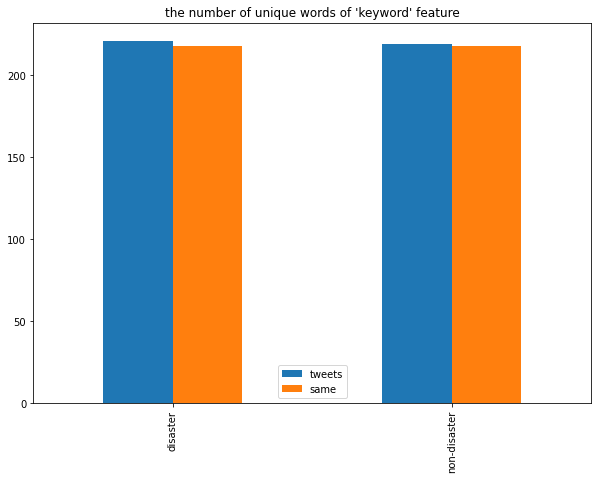 the number of unique words of 'keyword' feature
200
150
100
50
0
tweets
same
disaster
non-disaster